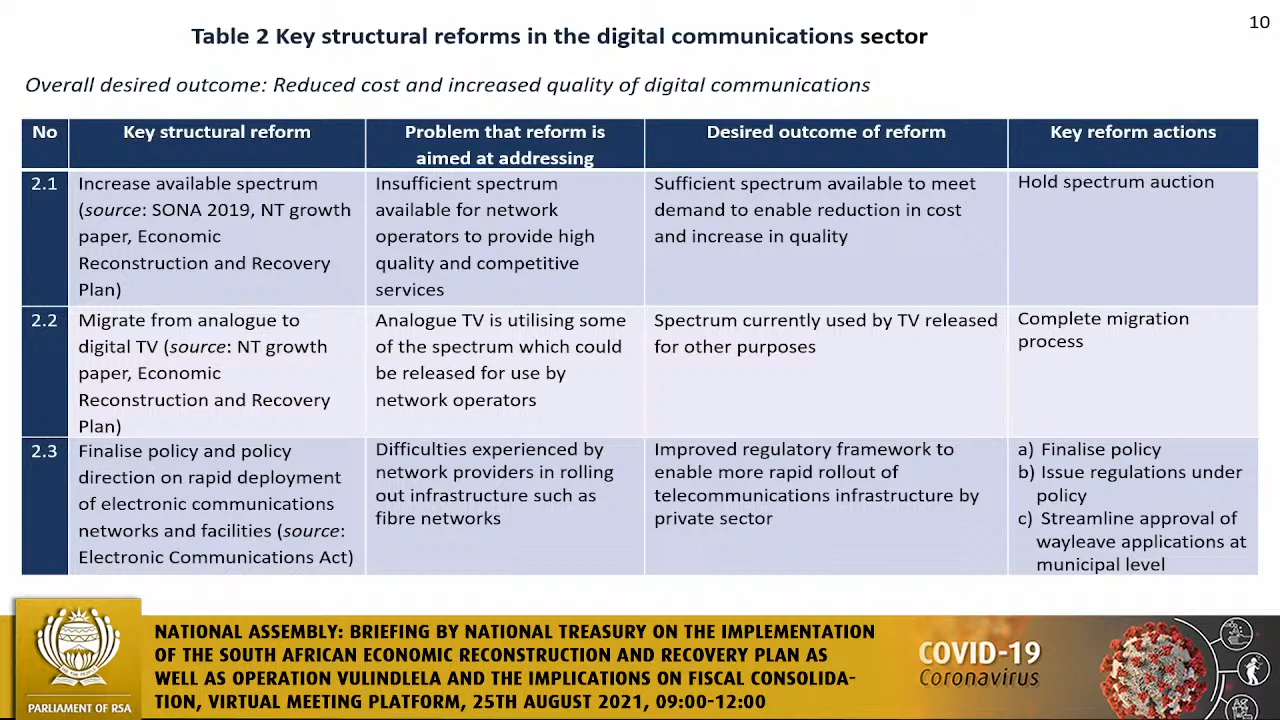 10
Table 2 Key structural reforms in the digital communications sector
Overall desired outcome: Reduced cost and increased quality of digital communications
No
Key structural reform
Problem that reform is
aimed at addressing
Desired outcome of reform
Key reform actions
2.1
Increase available spectrum
(source: SONA 2019, NT growth
paper, Economic
Reconstruction and Recovery
Plan)
Insufficient spectrum
available for network
operators to provide high
quality and competitive
services
Sufficient spectrum available to meet
demand to enable reduction in cost
and increase in quality
Hold spectrum auction
2.2
Migrate from analogue to
digital TV (source: NT growth
paper, Economic
Reconstruction and Recovery
Plan)
Analogue TV is utilising some
of the spectrum which could
be released for use by
network operators
Spectrum currently used by TV released
for other purposes
Complete migration
process
2.3
Finalise policy and policy
direction on rapid deployment
of electronic communications
networks and facilities (source:
Electronic Communications Act)
Difficulties experienced by
network providers in rolling
out infrastructure such as
fibre networks
Improved regulatory framework to
enable more rapid rollout of
telecommunications infrastructure by
private sector
a) Finalise policy
b) Issue regulations under
policy
c) Streamline approval of
wayleave applications at
municipal level
PARLIAMENT OF RSA
NATIONAL ASSEMBLY: BRIEFING BY NATIONAL TREASURY ON THE IMPLEMENTATION
OF THE SOUTH AFRICAN ECONOMIC RECONSTRUCTION AND RECOVERY PLAN AS
WELL AS OPERATION VULINDLELA AND THE IMPLICATIONS ON FISCAL CONSOLIDA-
TION, VIRTUAL MEETING PLATFORM, 25TH AUGUST 2021, 09:00-12:00
COVID-19
Coronavirus